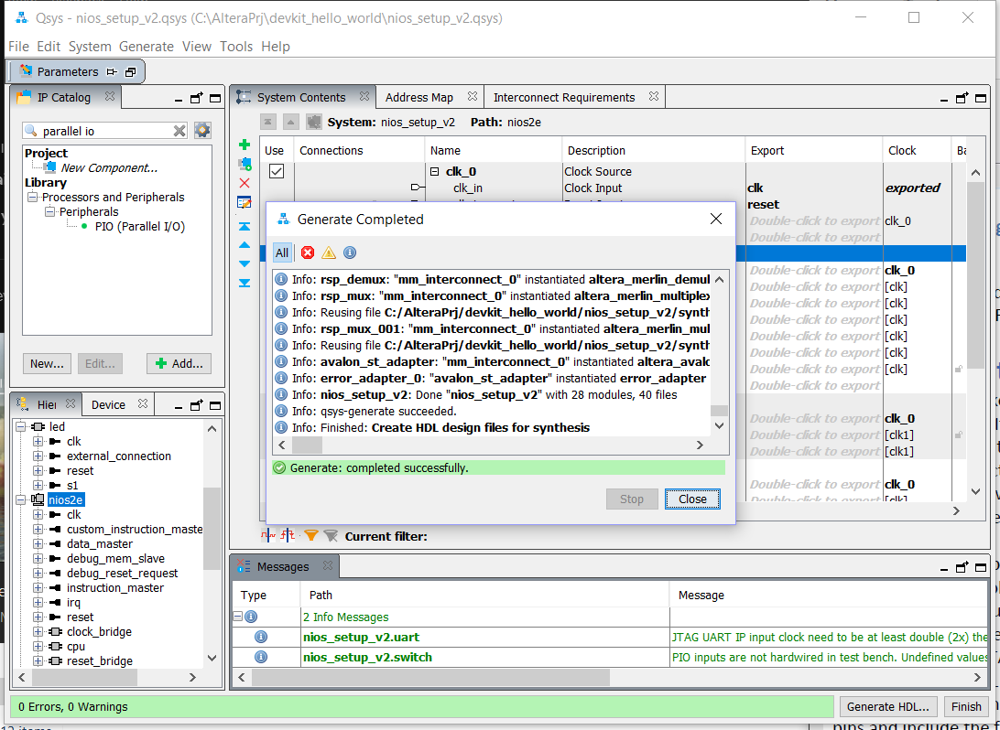 Qsys - nios_setup_v2.qsys (C:\AlteraPrj\devkit_hello_world\nios_setup_v2.qsys)
File Edit System Generate View Tools Help
Parameters
IP Catalog
parallel io
Project
New Component...
Library
Processors and Peripherals
Peripherals
PIO (Parallel I/O)
New... Edit... Add...
Hier Device
led
clk
external_connection
reset
s1
nios2e
clk
custom_instruction_maste
data_master
debug_mem_slave
debug_reset_request
instruction_master
irq
reset
clock_bridge
cpu
reset_bridge
System Contents Address Map Interconnect Requirements
System: nios_setup_v2 Path: nios2e
Use Connections Name Description Export Clock Ba
clk_0 Clock Source
clk_in Clock Input clk exported
reset
Double-click to export clk_0
Double-click to export
Double-click to export clk_0
Double-click to export [clk]
Double-click to export [clk]
Double-click to export [clk]
Double-click to export [clk]
Double-click to export [clk]
Double-click to export [clk]
Double-click to export
Double-click to export clk_0
Double-click to export [clk1]
Double-click to export [clk1]
Double-click to export clk_0
Double-click to export [clk]
Generate Completed
All
Info: rsp_demux: "mm_interconnect_0" instantiated altera_merlin_demul
Info: rsp_mux: "mm_interconnect_0" instantiated altera_merlin_multiplex
Info: Reusing file C:/AlteraPrj/devkit_hello_world/nios_setup_v2/synth
Info: rsp_mux_001: "mm_interconnect_0" instantiated altera_merlin_mul
Info: Reusing file C:/AlteraPrj/devkit_hello_world/nios_setup_v2/synth
Info: avalon_st_adapter: "mm_interconnect_0" instantiated altera_avalo
Info: error_adapter_0: "avalon_st_adapter" instantiated error_adapter
Info: nios_setup_v2: Done "nios_setup_v2" with 28 modules, 40 files
Info: qsys-generate succeeded.
Info: Finished: Create HDL design files for synthesis
Generate: completed successfully.
Stop Close
Current filter:
Messages
Type Path Message
2 Info Messages
nios_setup_v2.uart JTAG UART IP input clock need to be at least double (2x) the
nios_setup_v2.switch PIO inputs are not hardwired in test bench. Undefined values
0 Errors, 0 Warnings
Generate HDL... Finish